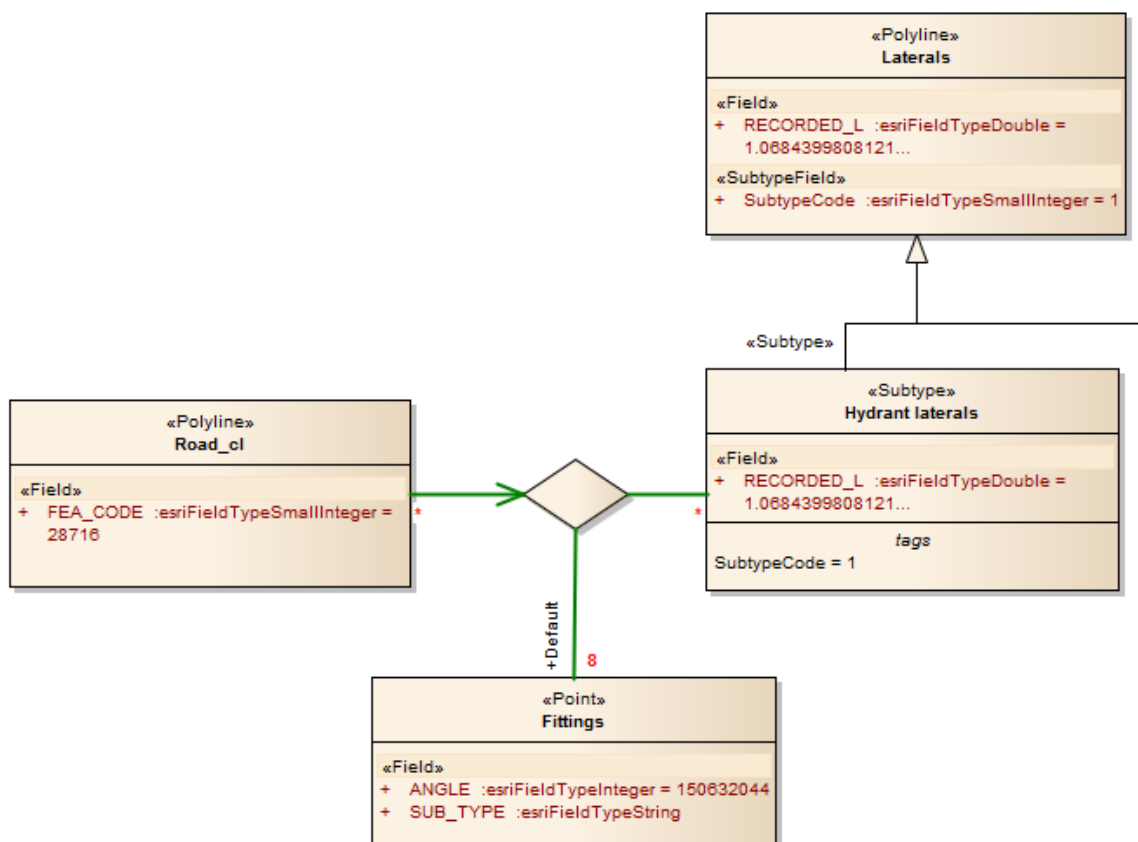 «Polyline»
Laterals
«Field»
+ RECORDED_L :esriFieldTypeDouble =
1.0684399808121...
«SubtypeField»
+ SubtypeCode :esriFieldTypeSmallInteger = 1
«Subtype»
«Subtype»
Hydrant laterals
«Field»
+ RECORDED_L :esriFieldTypeDouble =
1.0684399808121...
tags
SubtypeCode = 1
«Polyline»
Road_cl
«Field»
+ FEA_CODE :esriFieldTypeSmallInteger =
28716
*
*
+Default
8
«Point»
Fittings
«Field»
+ ANGLE :esriFieldTypeInteger = 150632044
+ SUB_TYPE :esriFieldTypeString